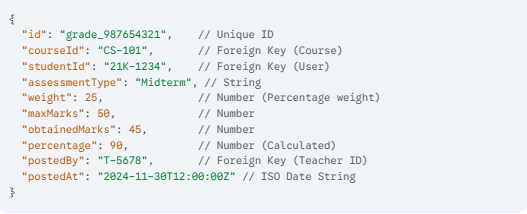 {
  "id": "grade_987654321",    // Unique ID
  "courseId": "CS-101",       // Foreign Key (Course)
  "studentId": "21K-1234",    // Foreign Key (User)
  "assessmentType": "Midterm", // String
  "weight": 25,               // Number (Percentage weight)
  "maxMarks": 50,             // Number
  "obtainedMarks": 45,        // Number
  "percentage": 90,           // Number (Calculated)
  "postedBy": "T-5678",       // Foreign Key (Teacher ID)
  "postedAt": "2024-11-30T12:00:00Z" // ISO Date String
}